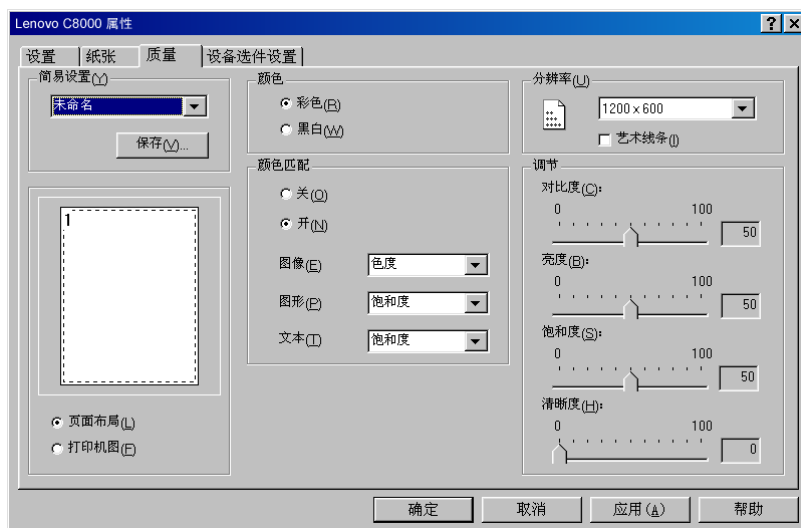 Lenovo C8000 属性
设置 纸张 质量 设备选件设置
简易设置(Y)
未命名
保存(V)...
1
页面布局(L)
打印机图(F)
颜色
彩色(R)
黑白(W)
颜色匹配
关(O)
开(N)
图像(E) 色度
图形(P) 饱和度
文本(T) 饱和度
分辨率(U)
1200 x 600
艺术线条(I)
调节
对比度(C):
0 100
50
亮度(B):
0 100
50
饱和度(S):
0 100
50
清晰度(H):
0 100
0
确定 取消 应用(A) 帮助